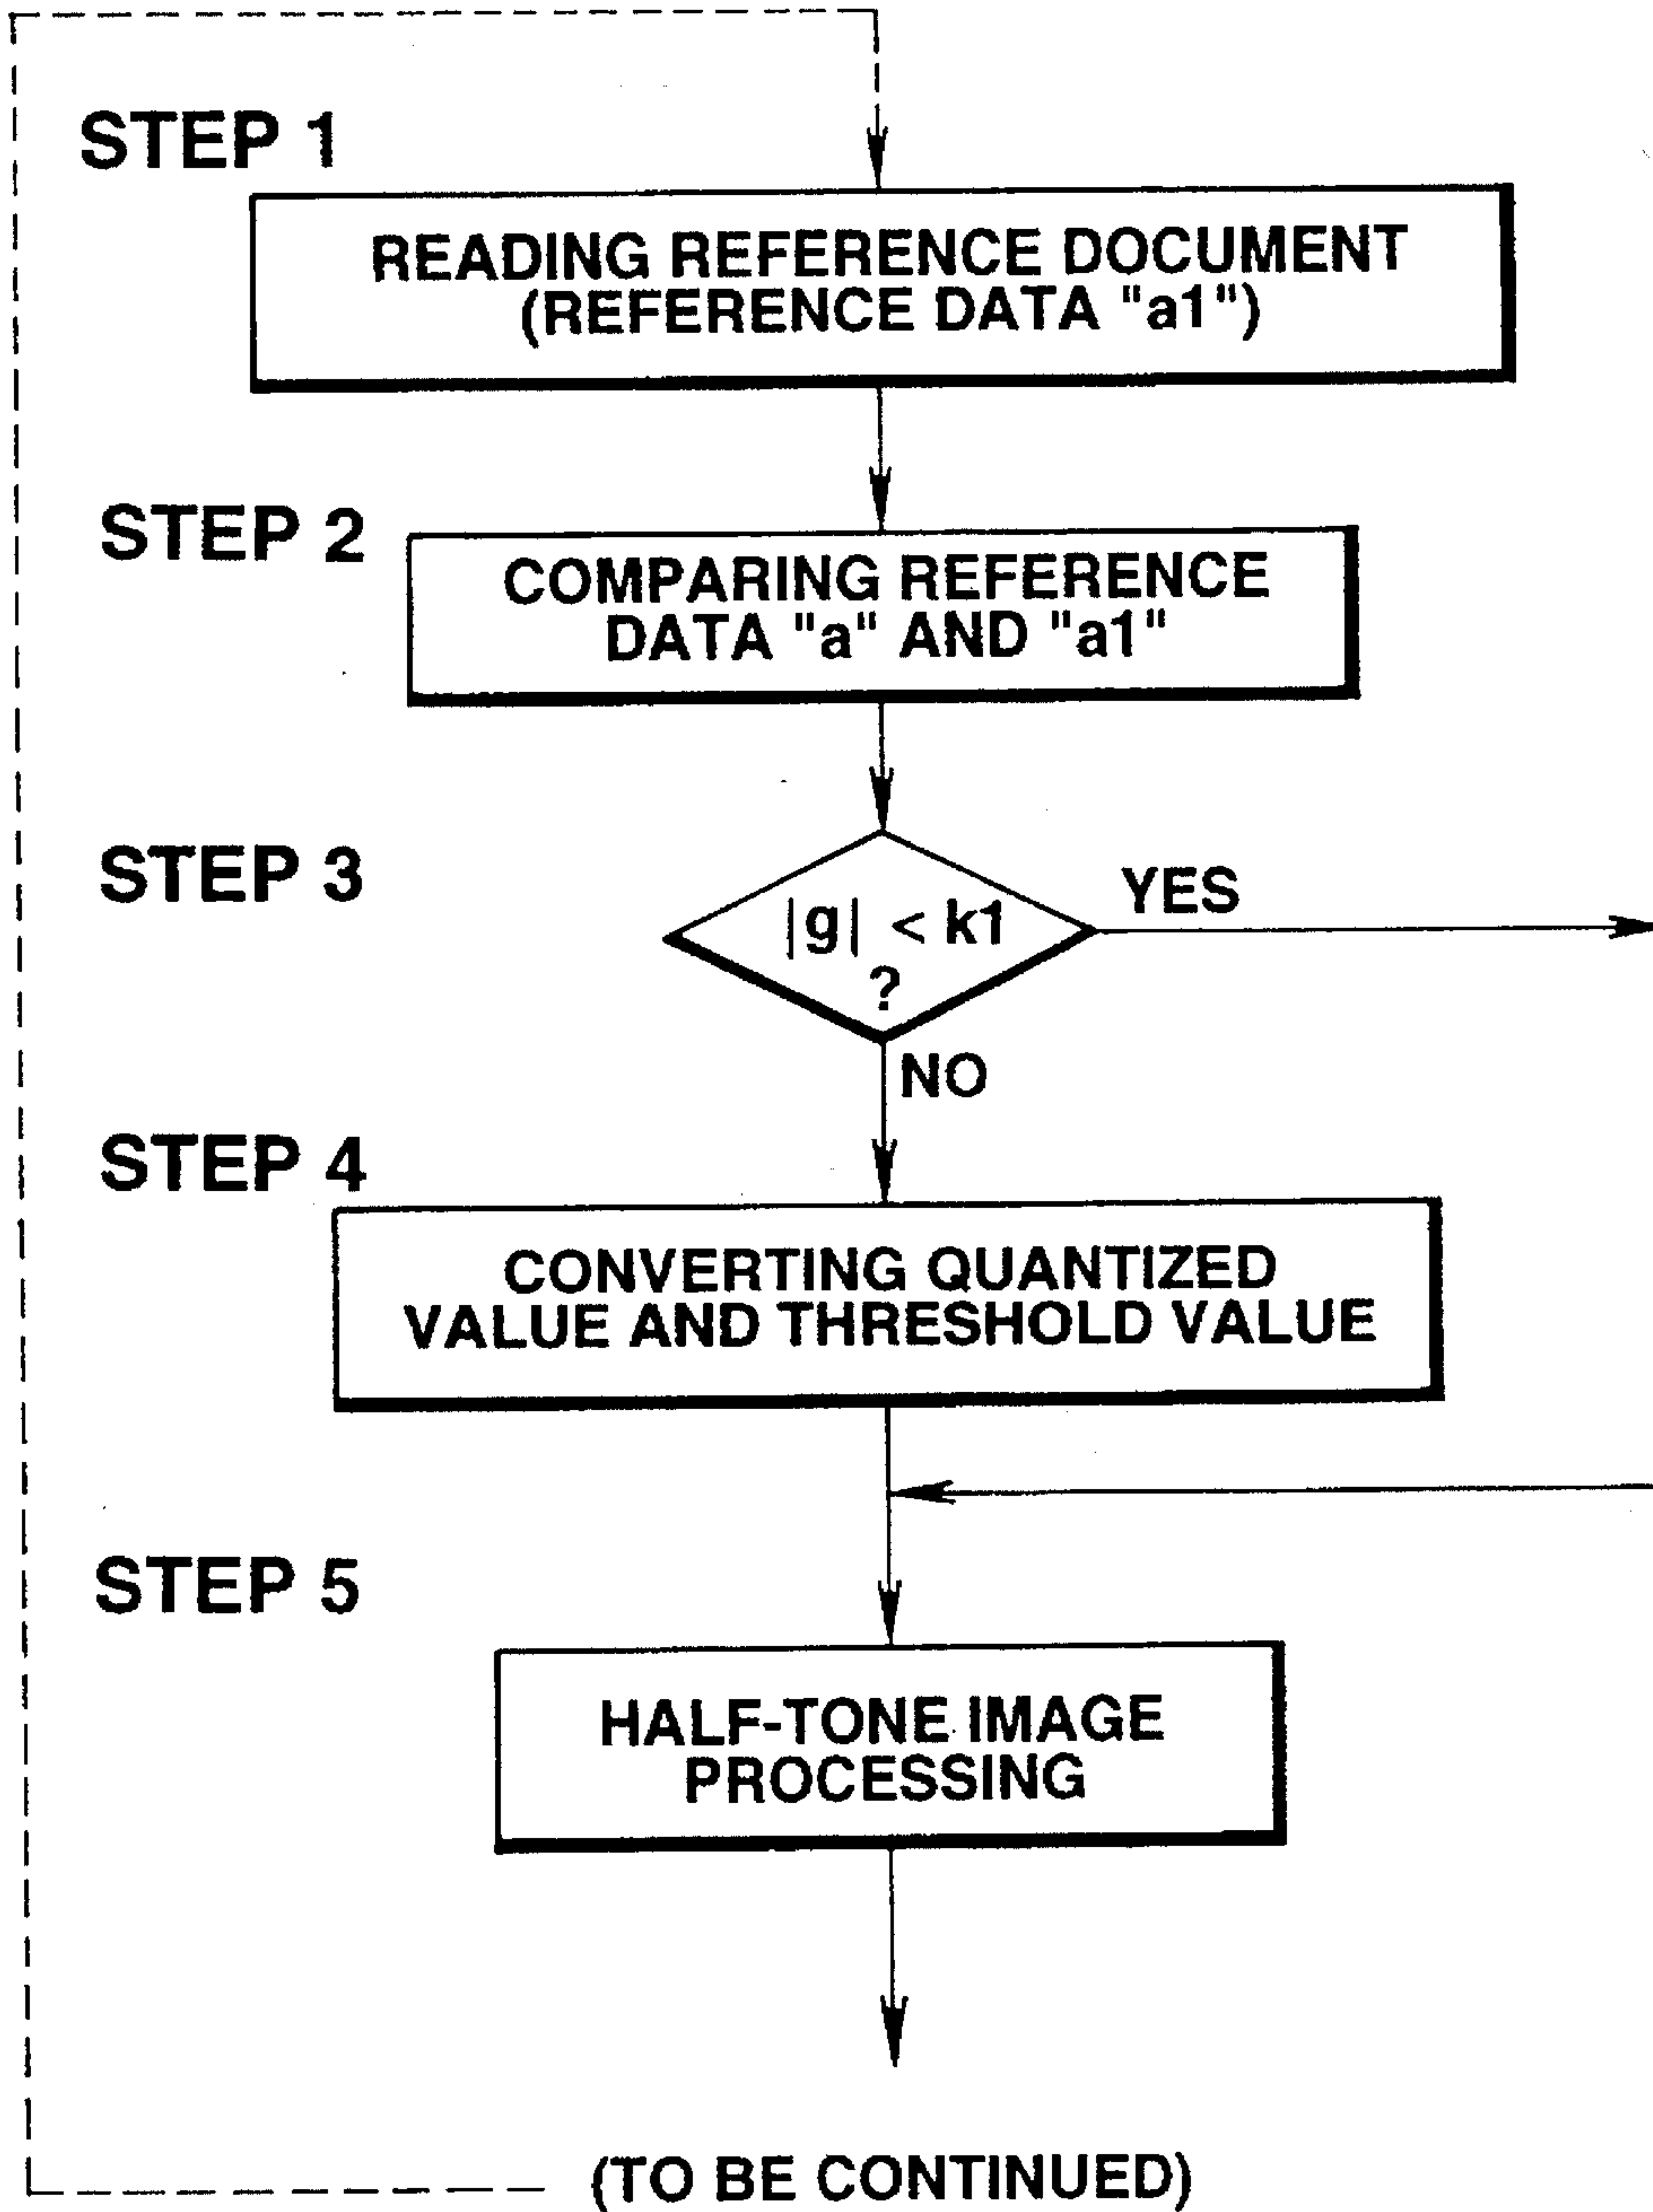 STEP 1
READING REFERENCE DOCUMENT
(REFERENCE DATA "a1")
STEP 2
COMPARING REFERENCE
DATA "a" AND "a1"
STEP 3
|g| < k1
?
YES
NO
STEP 4
CONVERTING QUANTIZED
VALUE AND THRESHOLD VALUE
STEP 5
HALF-TONE IMAGE
PROCESSING
(TO BE CONTINUED)